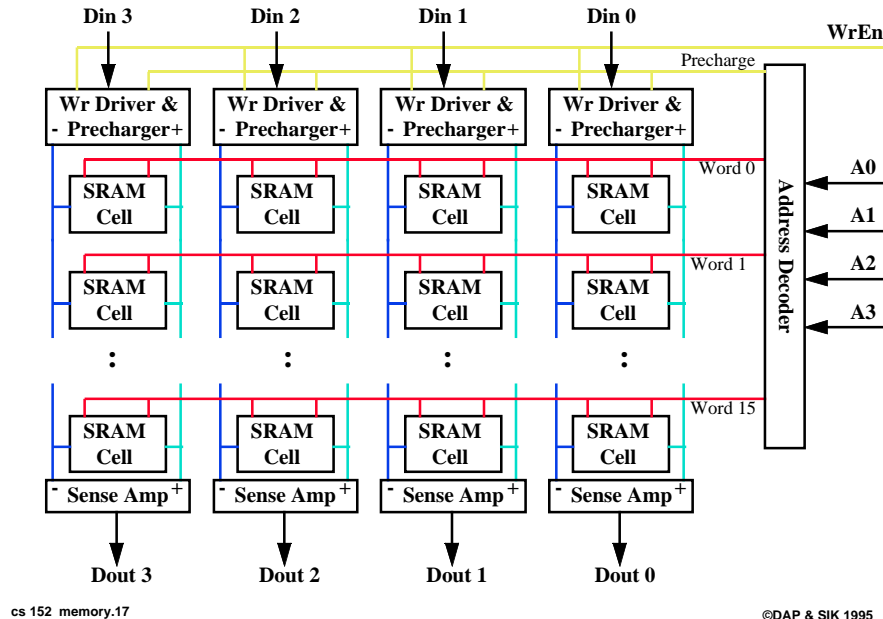 Din 3 Din 2 Din 1 Din 0
WrEn
Precharge
Wr Driver & Wr Driver & Wr Driver & Wr Driver &
- Precharger+ - Precharger+ - Precharger+ - Precharger+
Word 0
A0
SRAM SRAM SRAM SRAM
Cell Cell Cell Cell
A1
Address Decoder
Word 1
A2
SRAM SRAM SRAM SRAM
Cell Cell Cell Cell
A3
: : : :
Word 15
SRAM SRAM SRAM SRAM
Cell Cell Cell Cell
- Sense Amp + - Sense Amp + - Sense Amp + - Sense Amp +
Dout 3 Dout 2 Dout 1 Dout 0
cs 152 memory.17
©DAP & SIK 1995